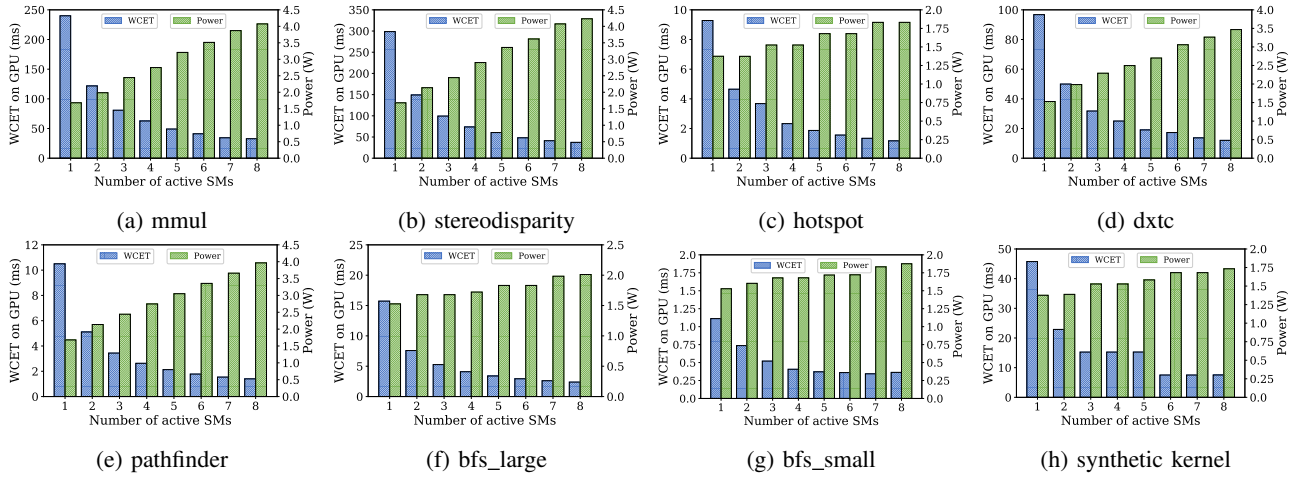 WCET Power
WCET on GPU (ms)
250 200 150 100 50 0
4.5 4.0 3.5 3.0 2.5 2.0 1.5 1.0 0.5 0.0
Power (W)
1 2 3 4 5 6 7 8
Number of active SMs
(a) mmul
WCET Power
WCET on GPU (ms)
350 300 250 200 150 100 50 0
4.5 4.0 3.5 3.0 2.5 2.0 1.5 1.0 0.5 0.0
Power (W)
1 2 3 4 5 6 7 8
Number of active SMs
(b) stereodisparity
WCET Power
WCET on GPU (ms)
10 8 6 4 2 0
2.0 1.75 1.5 1.25 1.0 0.75 0.5 0.25 0.0
Power (W)
1 2 3 4 5 6 7 8
Number of active SMs
(c) hotspot
WCET Power
WCET on GPU (ms)
100 80 60 40 20 0
4.0 3.5 3.0 2.5 2.0 1.5 1.0 0.5 0.0
Power (W)
1 2 3 4 5 6 7 8
Number of active SMs
(d) dxtc
WCET Power
WCET on GPU (ms)
12 10 8 6 4 2 0
4.5 4.0 3.5 3.0 2.5 2.0 1.5 1.0 0.5 0.0
Power (W)
1 2 3 4 5 6 7 8
Number of active SMs
(e) pathfinder
WCET Power
WCET on GPU (ms)
25 20 15 10 5 0
2.5 2.0 1.5 1.0 0.5 0.0
Power (W)
1 2 3 4 5 6 7 8
Number of active SMs
(f) bfs_large
WCET Power
WCET on GPU (ms)
2.0 1.75 1.5 1.25 1.0 0.75 0.5 0.25 0.0
2.0 1.75 1.5 1.25 1.0 0.75 0.5 0.25 0.0
Power (W)
1 2 3 4 5 6 7 8
Number of active SMs
(g) bfs_small
WCET Power
WCET on GPU (ms)
50 40 30 20 10 0
2.0 1.75 1.5 1.25 1.0 0.75 0.5 0.25 0.0
Power (W)
1 2 3 4 5 6 7 8
Number of active SMs
(h) synthetic kernel